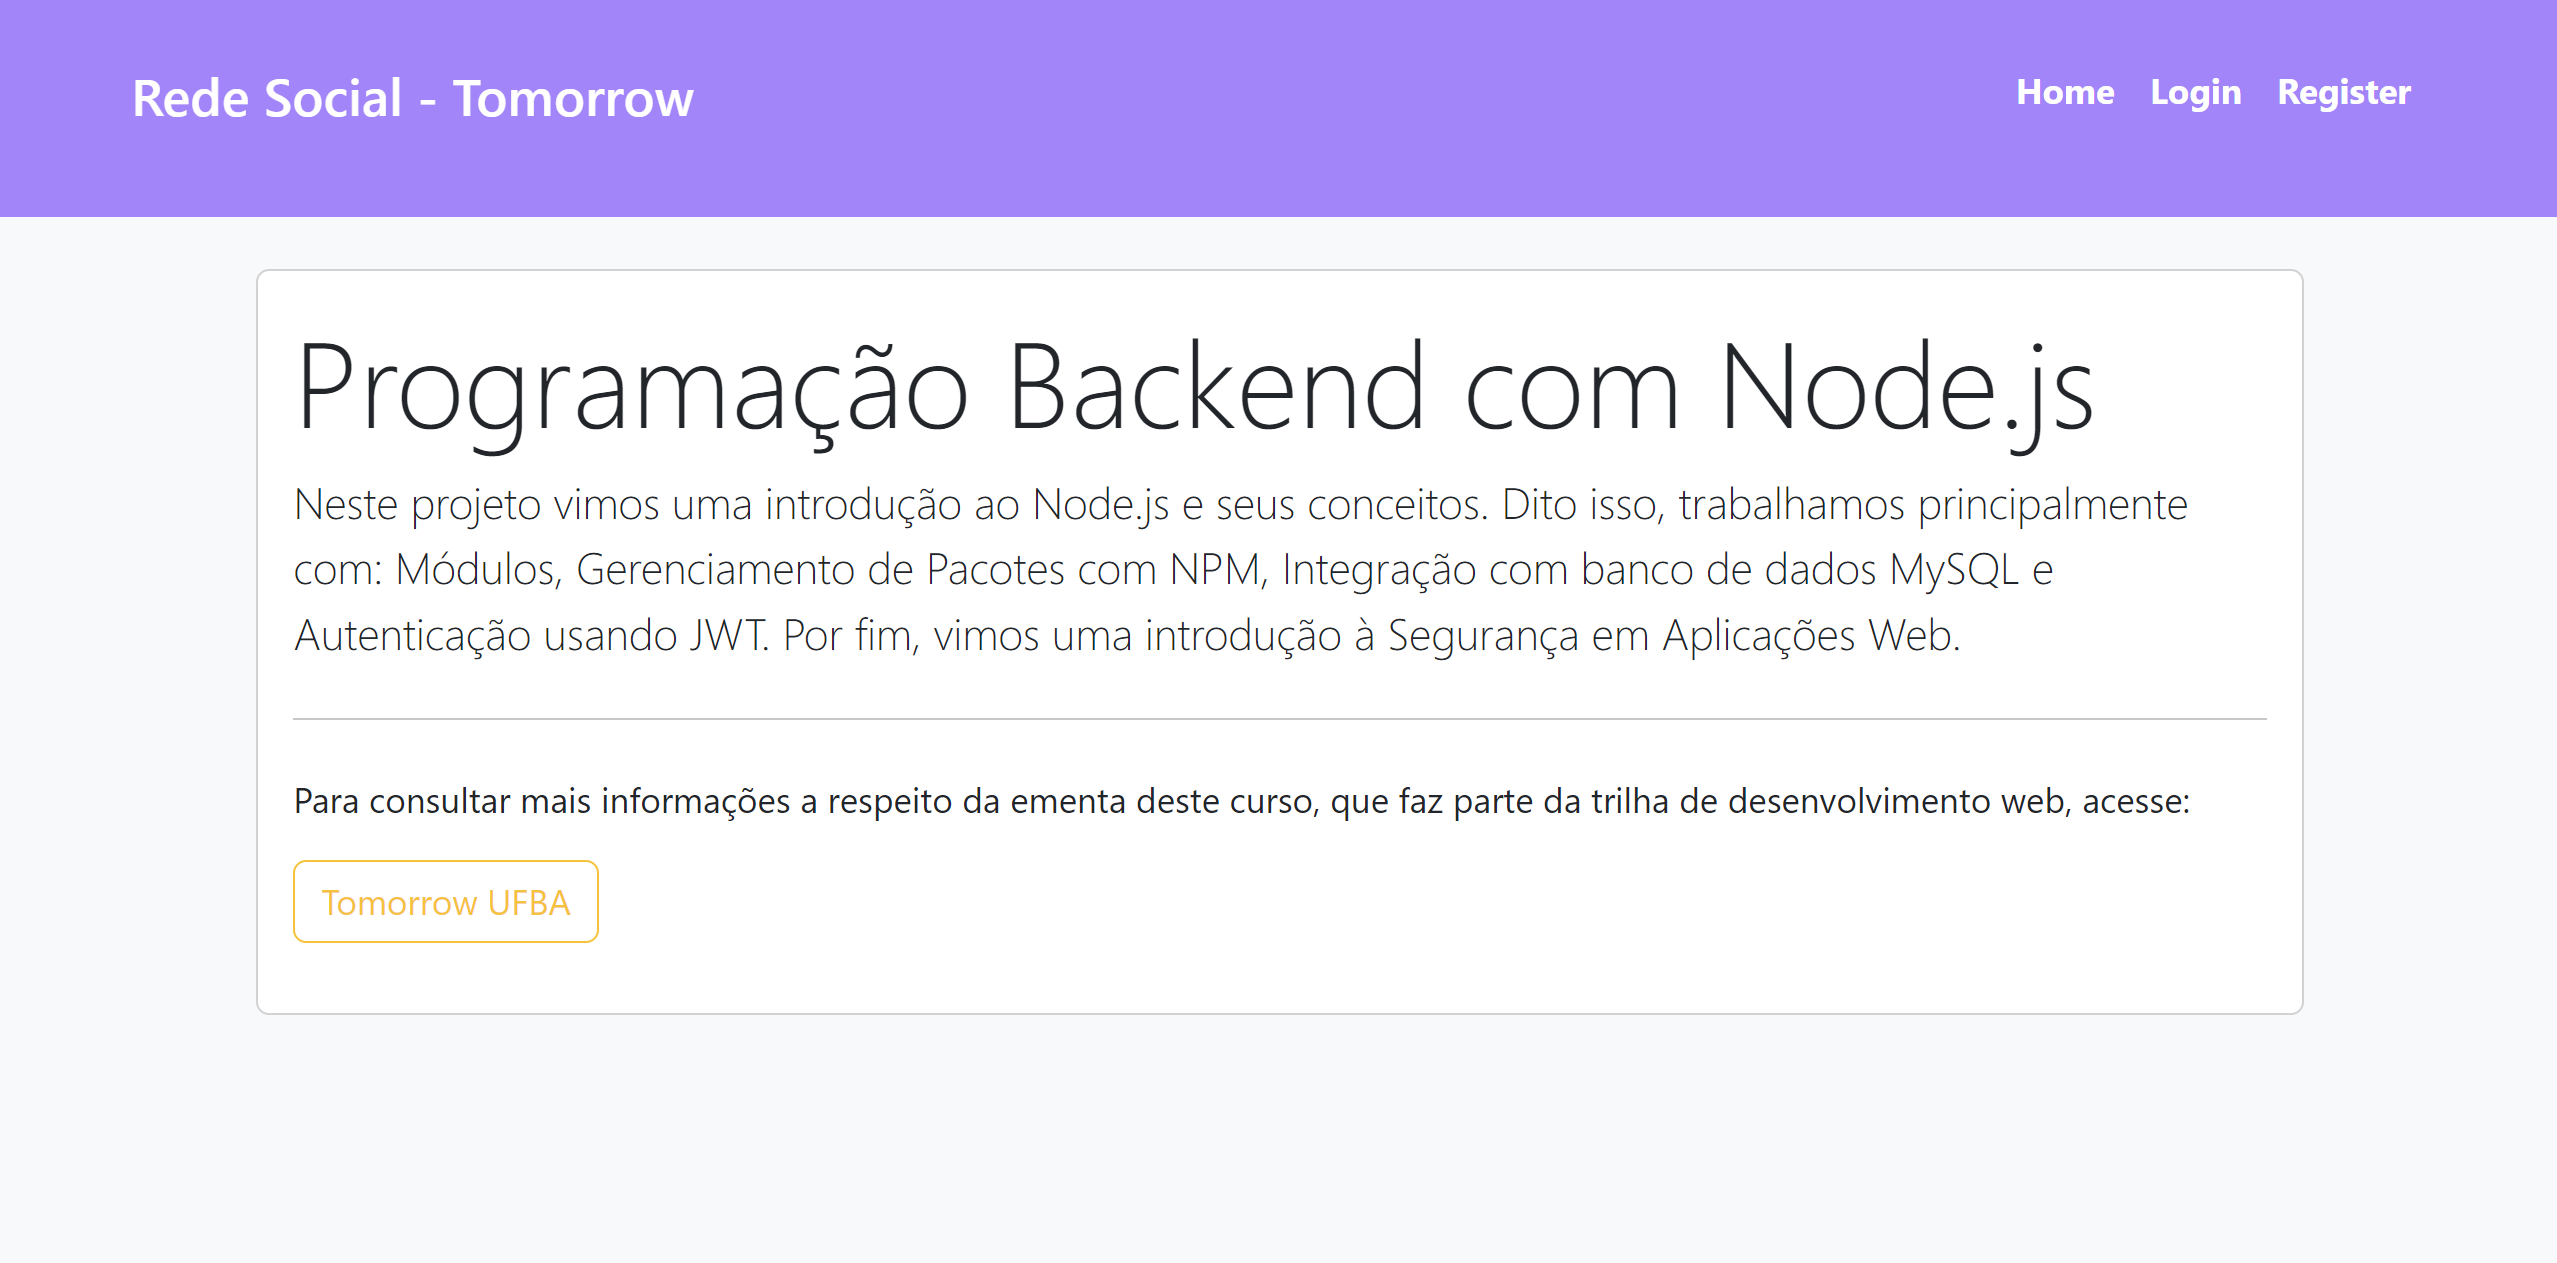 Rede Social - Tomorrow
Home Login Register
Programação Backend com Node.js
Neste projeto vimos uma introdução ao Node.js e seus conceitos. Dito isso, trabalhamos principalmente
com: Módulos, Gerenciamento de Pacotes com NPM, Integração com banco de dados MySQL e
Autenticação usando JWT. Por fim, vimos uma introdução à Segurança em Aplicações Web.
Para consultar mais informações a respeito da ementa deste curso, que faz parte da trilha de desenvolvimento web, acesse:
Tomorrow UFBA